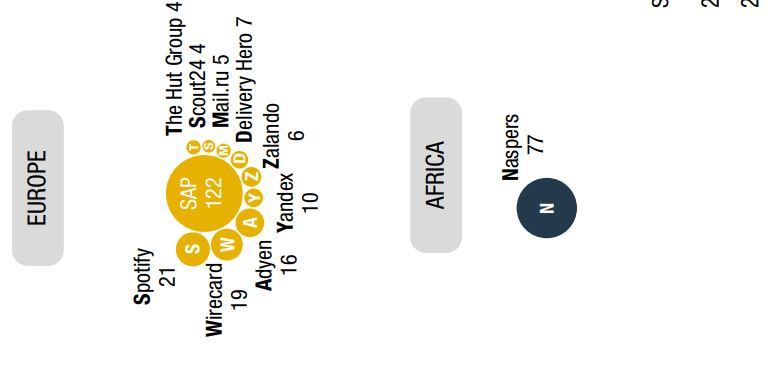 EUROPE
The Hut Group 4
Scout24 4
Mail.ru 5
Delivery Hero 7
Zalando
6
Yandex
10
Adyen
16
Wirecard
19
Spotify
21
SAP
122
T
S
M
D
Z
Y
A
W
S
AFRICA
Naspers
77
N